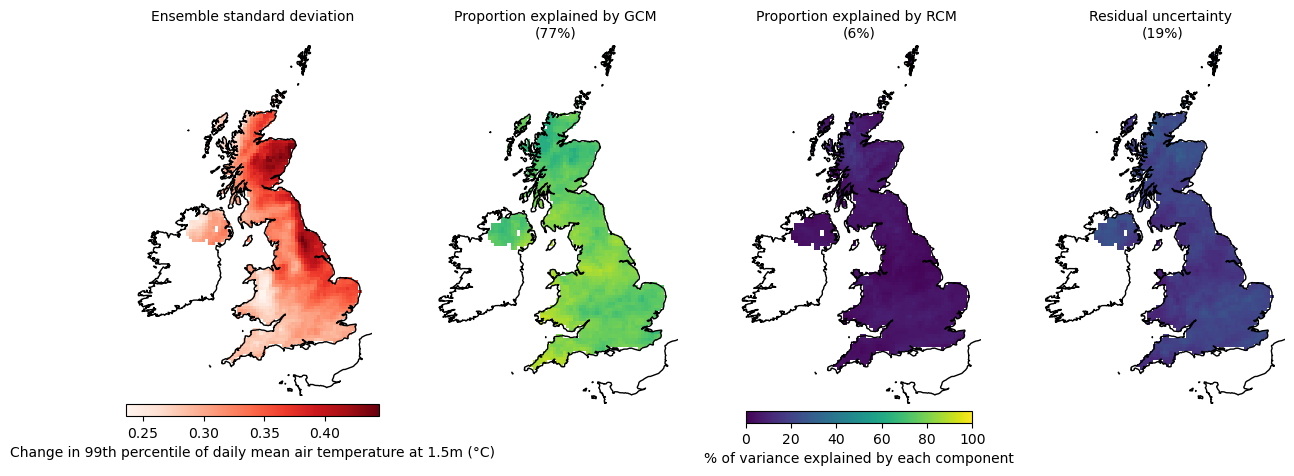 Ensemble standard deviation
Proportion explained by GCM
(77%)
Proportion explained by RCM
(6%)
Residual uncertainty
(19%)
0.25 0.30 0.35 0.40
Change in 99th percentile of daily mean air temperature at 1.5m (°C)
0 20 40 60 80 100
% of variance explained by each component